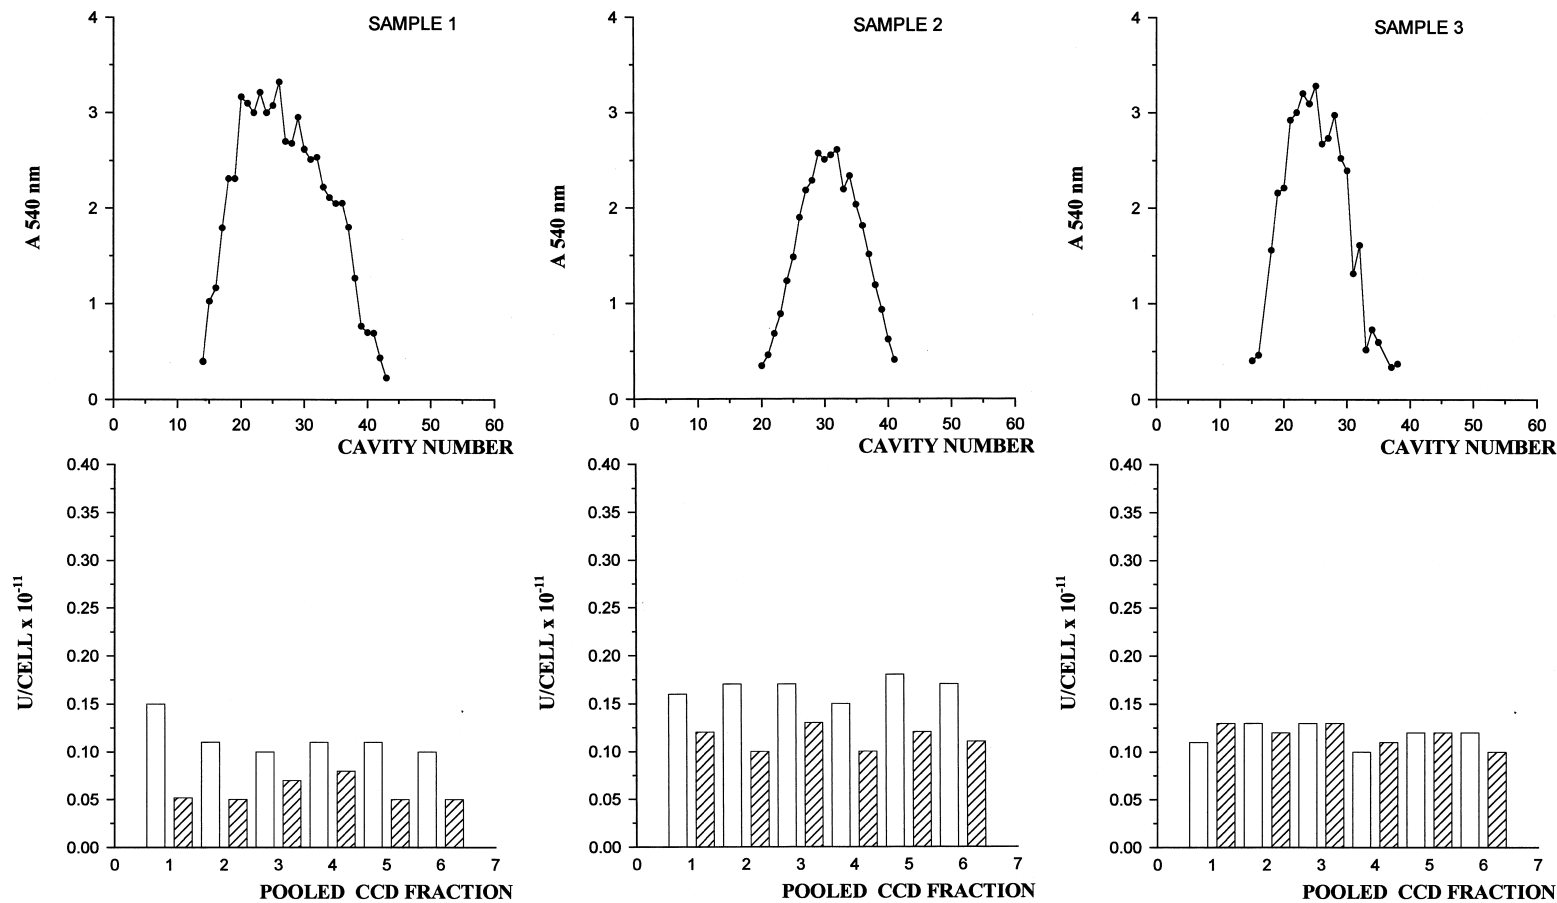 SAMPLE 1
4
3
2
1
0
A 540 nm
0 10 20 30 40 50 60
CAVITY NUMBER
SAMPLE 2
4
3
2
1
0
A 540 nm
0 10 20 30 40 50 60
CAVITY NUMBER
SAMPLE 3
4
3
2
1
0
A 540 nm
0 10 20 30 40 50 60
CAVITY NUMBER
0.40
0.35
0.30
0.25
0.20
0.15
0.10
0.05
0.00
U/CELL x 10-11
0 1 2 3 4 5 6 7
POOLED CCD FRACTION
0.40
0.35
0.30
0.25
0.20
0.15
0.10
0.05
0.00
U/CELL x 10-11
0 1 2 3 4 5 6 7
POOLED CCD FRACTION
0.40
0.35
0.30
0.25
0.20
0.15
0.10
0.05
0.00
U/CELL x 10-11
0 1 2 3 4 5 6 7
POOLED CCD FRACTION